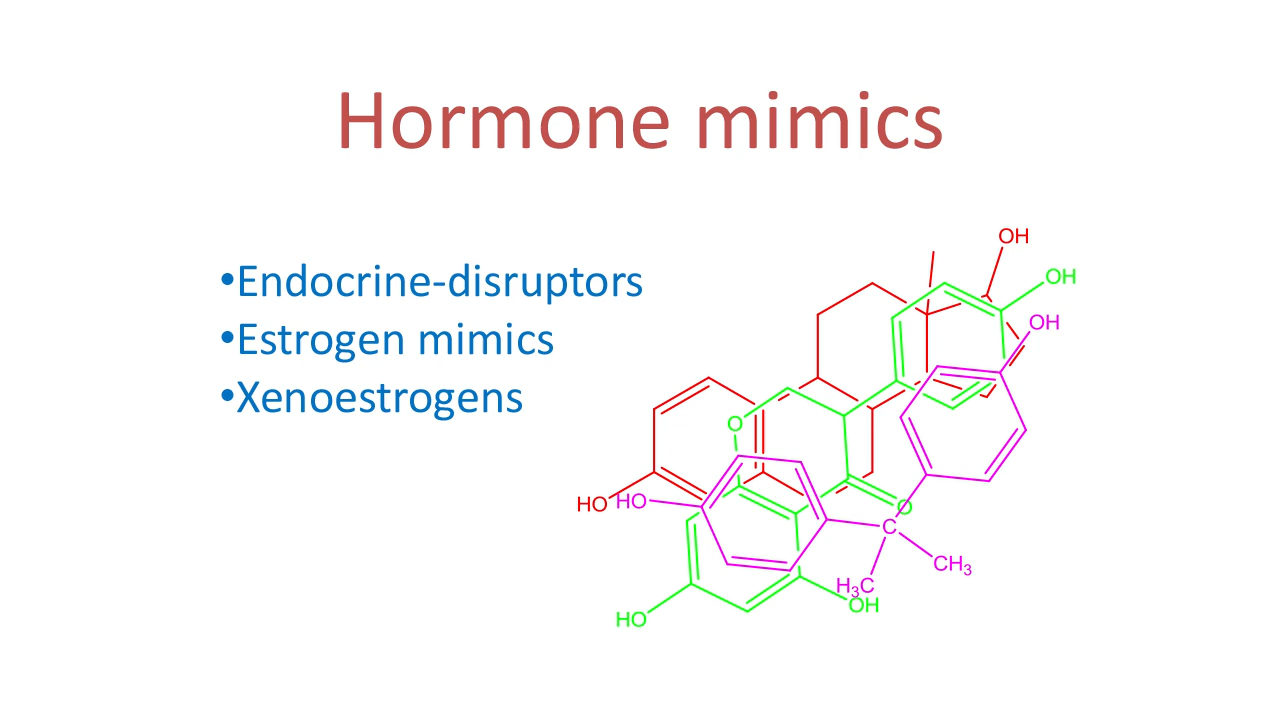 Hormone mimics
•Endocrine-disruptors
•Estrogen mimics
•Xenoestrogens
OH
OH
OH
O
HO
HO
O
C
CH₃
H₃C
OH
HO